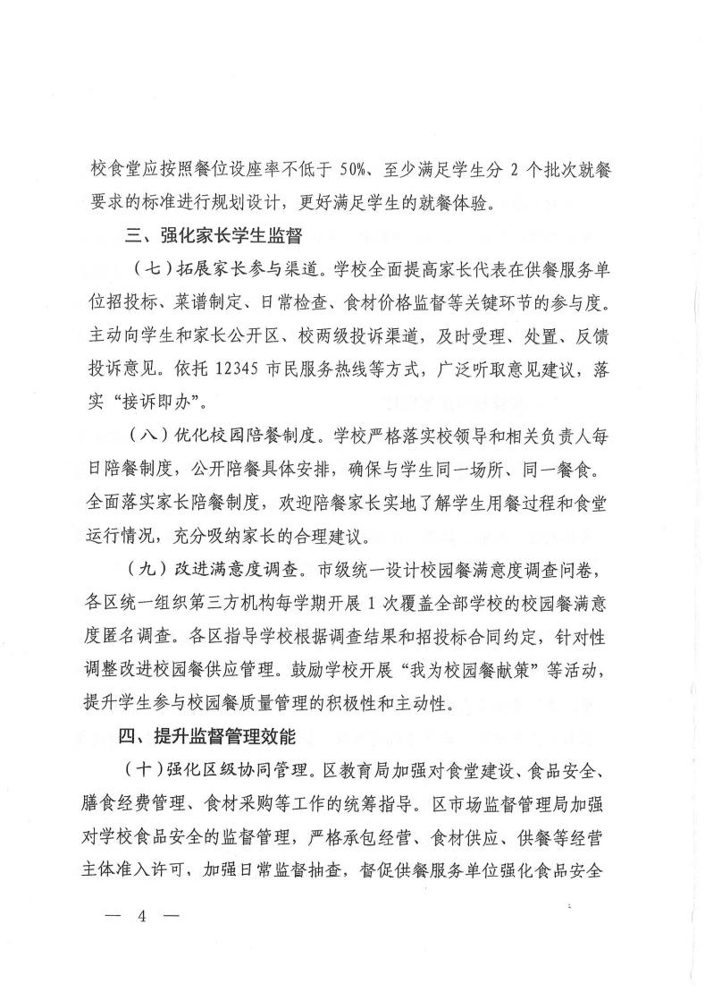 校食堂应按照餐位设座率不低于 50%、至少满足学生分 2 个批次就餐
要求的标准进行规划设计，更好满足学生的就餐体验。
三、强化家长学生监督
（七）拓展家长参与渠道。学校全面提高家长代表在供餐服务单
位招投标、菜谱制定、日常检查、食材价格监督等关键环节的参与度。
主动向学生和家长公开区、校两级投诉渠道，及时受理、处置、反馈
投诉意见。依托 12345 市民服务热线等方式，广泛听取意见建议，落
实“接诉即办”。
（八）优化校园陪餐制度。学校严格落实校领导和相关负责人每
日陪餐制度，公开陪餐具体安排，确保与学生同一场所、同一餐食。
全面落实家长陪餐制度，欢迎陪餐家长实地了解学生用餐过程和食堂
运行情况，充分吸纳家长的合理建议。
（九）改进满意度调查。市级统一设计校园餐满意度调查问卷，
各区统一组织第三方机构每学期开展 1 次覆盖全部学校的校园餐满意
度匿名调查。各区指导学校根据调查结果和招投标合同约定，针对性
调整改进校园餐供应管理。鼓励学校开展“我为校园餐献策”等活动，
提升学生参与校园餐质量管理的积极性和主动性。
四、提升监督管理效能
（十）强化区级协同管理。区教育局加强对食堂建设、食品安全、
膳食经费管理、食材采购等工作的统筹指导。区市场监督管理局加强
对学校食品安全的监督管理，严格承包经营、食材供应、供餐等经营
主体准入许可，加强日常监督抽查，督促供餐服务单位强化食品安全
— 4 —